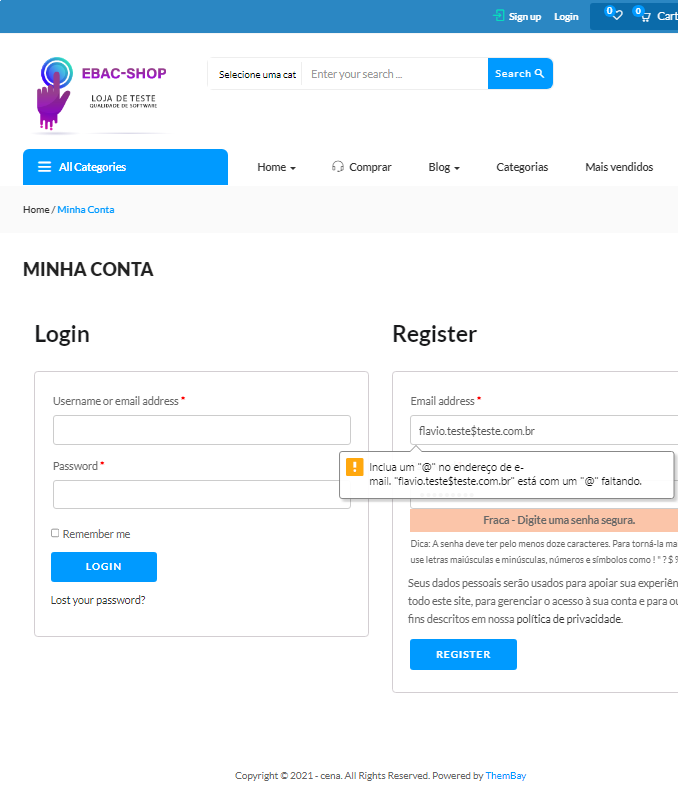 Sign up Login 0 0 Cart
EBAC-SHOP
LOJA DE TESTE
QUALIDADE DE SOFTWARE
Selecione uma cat Enter your search ... Search
All Categories Home Comprar Blog Categorias Mais vendidos
Home / Minha Conta
MINHA CONTA
Login
Username or email address *
Password *
Remember me
LOGIN
Lost your password?
Register
Email address *
flavio.teste$teste.com.br
! Inclua um "@" no endereço de e-
mail. "flavio.teste$teste.com.br" está com um "@" faltando.
Fraca - Digite uma senha segura.
Dica: A senha deve ter pelo menos doze caracteres. Para torná-la ma
use letras maiúsculas e minúsculas, números e símbolos como ! " ? $ %
Seus dados pessoais serão usados para apoiar sua experiên
todo este site, para gerenciar o acesso à sua conta e para ou
fins descritos em nossa política de privacidade.
REGISTER
Copyright © 2021 - cena. All Rights Reserved. Powered by ThemBay